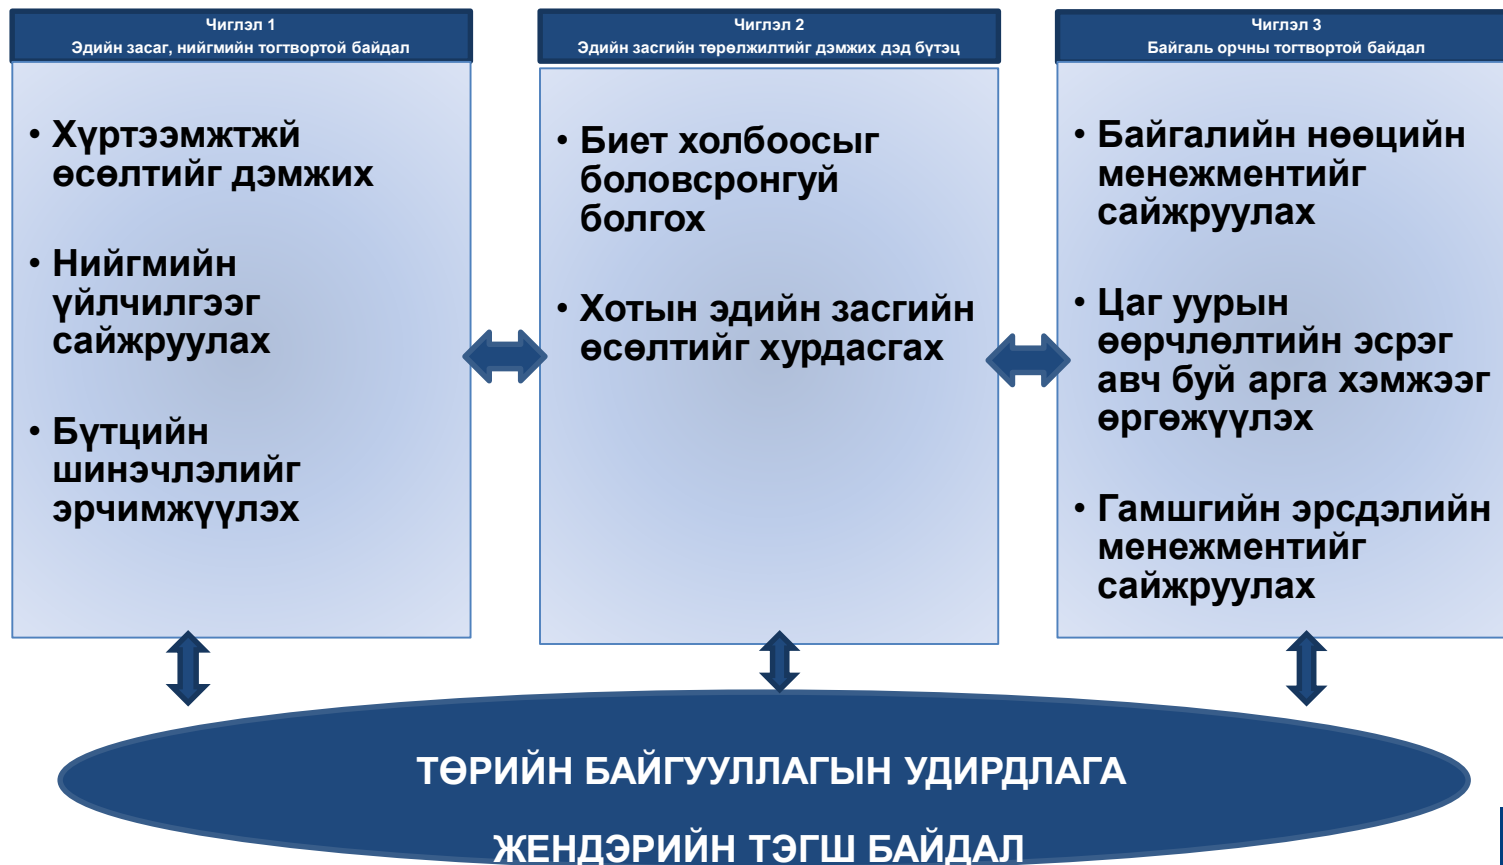 Чиглэл 1
Эдийн засаг, нийгмийн тогтвортой байдал
• Хүртээмжтжй
өсөлтийг дэмжих
• Нийгмийн
үйлчилгээг
сайжруулах
• Бүтцийн
шинэчлэлийг
эрчимжүүлэх
Чиглэл 2
Эдийн засгийн төрөлжилтийг дэмжих дэд бүтэц
• Биет холбоосыг
боловсронгуй
болгох
• Хотын эдийн засгийн
өсөлтийг хурдасгах
Чиглэл 3
Байгаль орчны тогтвортой байдал
• Байгалийн нөөцийн
менежментийг
сайжруулах
• Цаг уурын
өөрчлөлтийн эсрэг
авч буй арга хэмжээг
өргөжүүлэх
• Гамшгийн эрсдэлийн
менежментийг
сайжруулах
ТӨРИЙН БАЙГУУЛЛАГЫН УДИРДЛАГА
ЖЕНДЭРИЙН ТЭГШ БАЙДАЛ